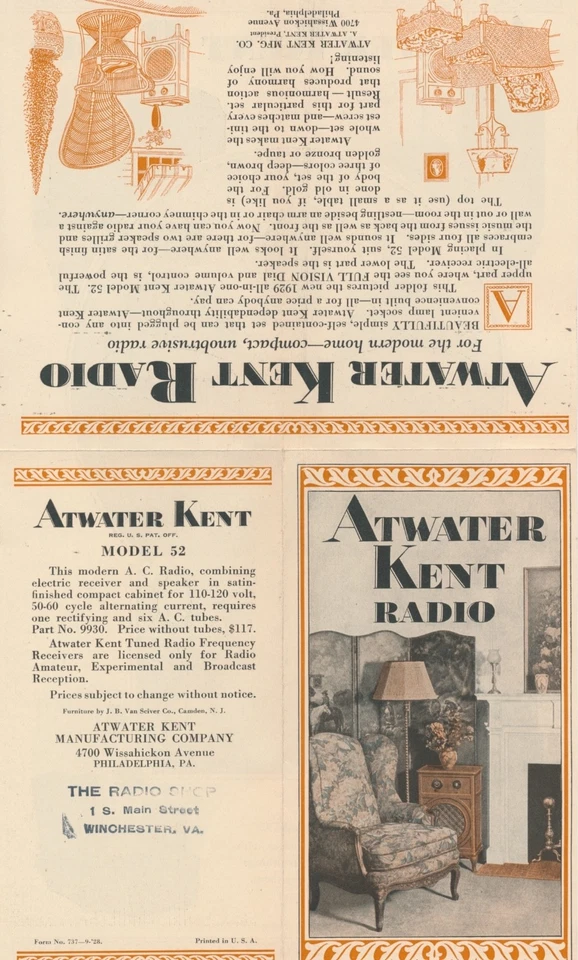 ATWATER KENT RADIO
For the modern home—compact, unobtrusive radio
A BEAUTIFULLY simple, self-contained set that can be plugged into any con-
venient lamp socket. Atwater Kent dependability throughout—Atwater Kent
convenience built in—all for a price anybody can pay.
This folder pictures the new 1929 all-in-one Atwater Kent Model 52. The
upper part, where you see the FULL VISION Dial and volume control, is the powerful
all-electric receiver. The lower part is the speaker.
In placing Model 52, suit yourself. It looks well anywhere—for the satin finish
embraces all four sides. It sounds well anywhere—for there are two speaker grilles and
the music issues from the back as well as the front. Now you can have your radio against a
wall or out in the room—nestling beside an arm chair or in the chimney corner—anywhere.
The top (use it as a small table, if you like) is
done in old gold. For the
body of the set, your choice
of three colors—deep brown,
golden bronze or taupe.
Atwater Kent makes the
whole set—down to the tini-
est screw—and matches every
part for this particular set.
Result—harmonious action
that produces harmony of
sound. How you will enjoy
listening!
ATWATER KENT MFG. CO.
A. ATWATER KENT, President
4700 Wissahickon Avenue
Philadelphia, Pa.
ATWATER KENT
REG. U. S. PAT. OFF.
MODEL 52
This modern A. C. Radio, combining
electric receiver and speaker in satin-
finished compact cabinet for 110-120 volt,
50-60 cycle alternating current, requires
one rectifying and six A. C. tubes.
Part No. 9930. Price without tubes, $117.
Atwater Kent Tuned Radio Frequency
Receivers are licensed only for Radio
Amateur, Experimental and Broadcast
Reception.
Prices subject to change without notice.
Furniture by J. B. Van Sciver Co., Camden, N. J.
ATWATER KENT
MANUFACTURING COMPANY
4700 Wissahickon Avenue
PHILADELPHIA, PA.
THE RADIO SHOP
1 S. Main Street
WINCHESTER, VA.
Form No. 737—9-'28. Printed in U. S. A.
ATWATER
KENT
RADIO